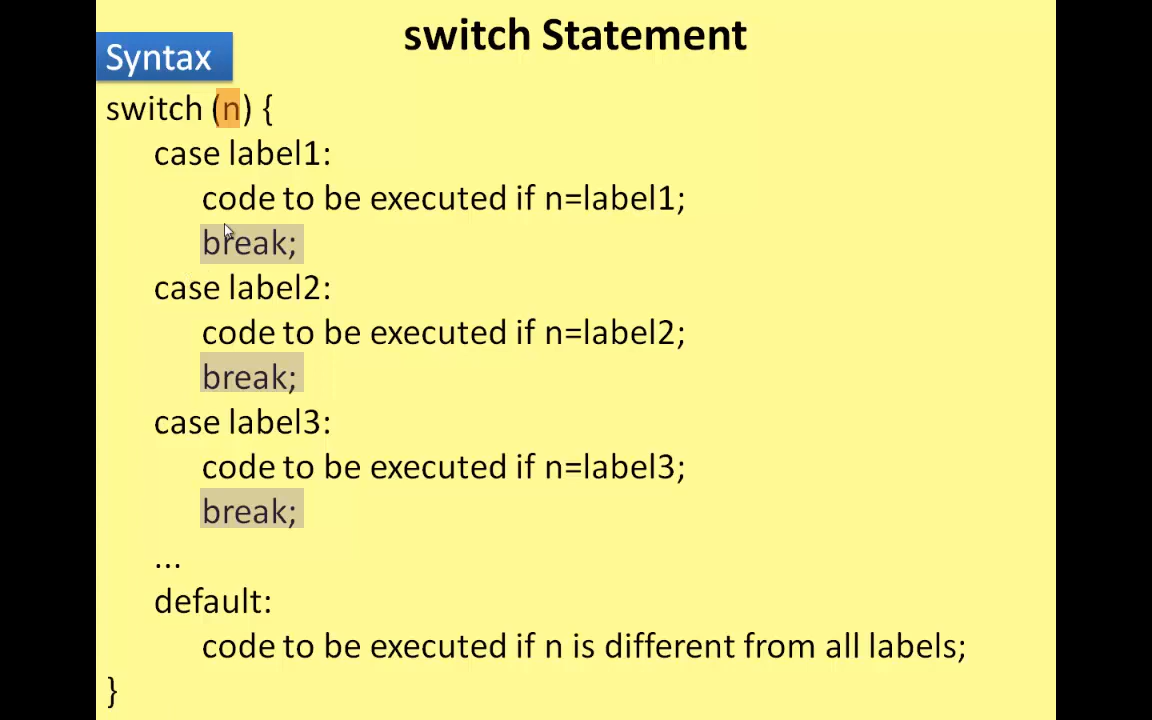 switch Statement
Syntax
switch (n) {
case label1:
code to be executed if n=label1;
break;
case label2:
code to be executed if n=label2;
break;
case label3:
code to be executed if n=label3;
break;
...
default:
code to be executed if n is different from all labels;
}